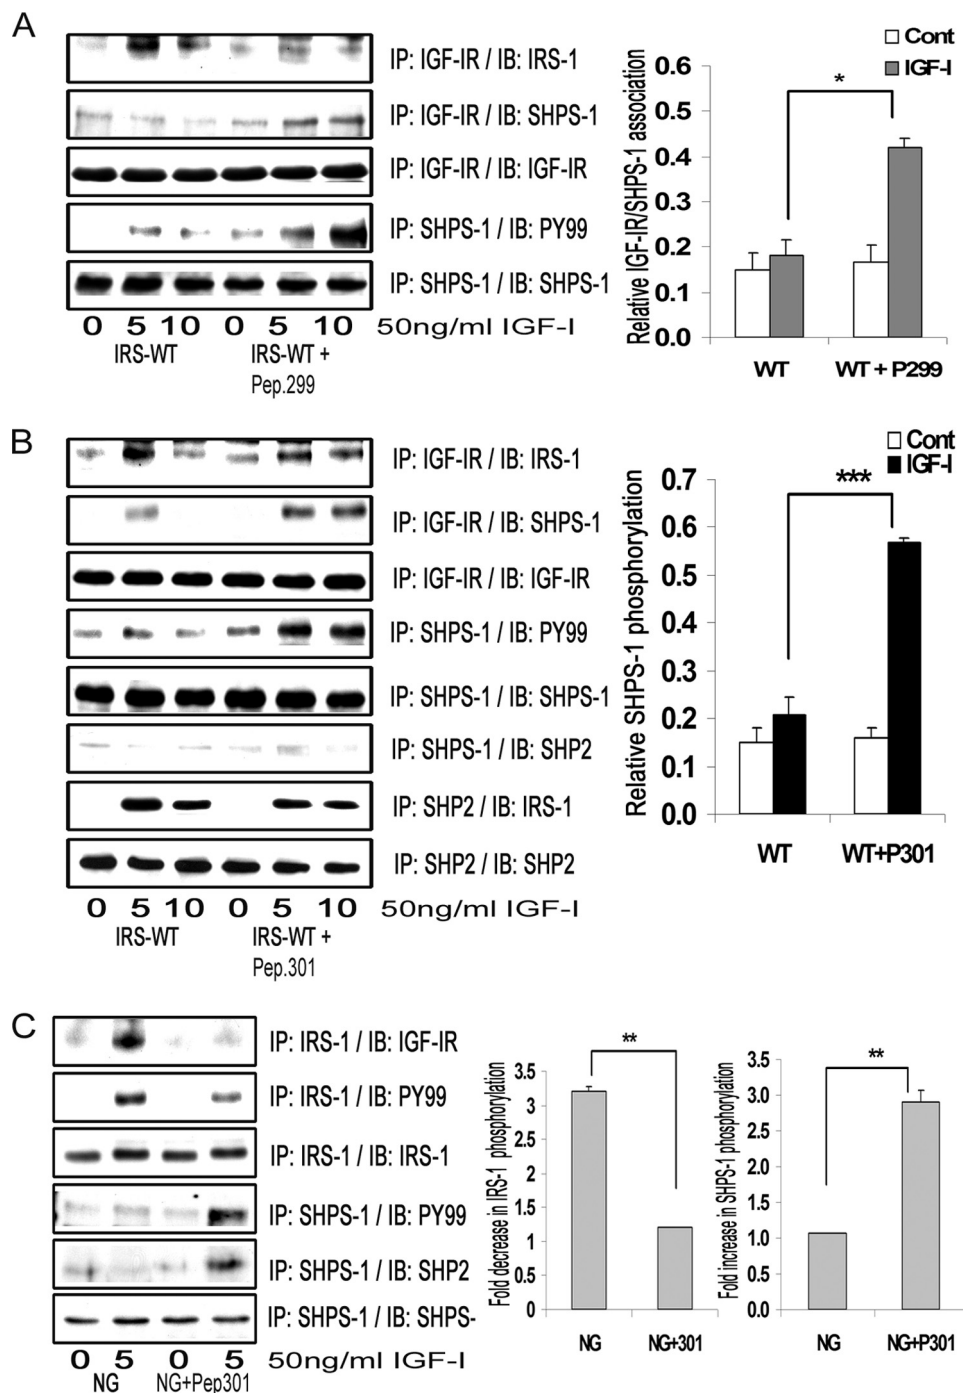 A
IP: IGF-IR / IB: IRS-1
IP: IGF-IR / IB: SHPS-1
IP: IGF-IR / IB: IGF-IR
IP: SHPS-1 / IB: PY99
IP: SHPS-1 / IB: SHPS-1
0 5 10 0 5 10 50ng/ml IGF-I
IRS-WT IRS-WT +
Pep.299
Cont
IGF-I
Relative IGF-IR/SHPS-1 association
0.6
0.5
0.4
0.3
0.2
0.1
0.0
*
WT WT + P299
B
IP: IGF-IR / IB: IRS-1
IP: IGF-IR / IB: SHPS-1
IP: IGF-IR / IB: IGF-IR
IP: SHPS-1 / IB: PY99
IP: SHPS-1 / IB: SHPS-1
IP: SHPS-1 / IB: SHP2
IP: SHP2 / IB: IRS-1
IP: SHP2 / IB: SHP2
0 5 10 0 5 10 50ng/ml IGF-I
IRS-WT IRS-WT +
Pep.301
Cont
IGF-I
Relative SHPS-1 phosphorylation
0.7
0.6
0.5
0.4
0.3
0.2
0.1
0.0
***
WT WT+P301
C
IP: IRS-1 / IB: IGF-IR
IP: IRS-1 / IB: PY99
IP: IRS-1 / IB: IRS-1
IP: SHPS-1 / IB: PY99
IP: SHPS-1 / IB: SHP2
IP: SHPS-1 / IB: SHPS-
0 5 0 5 50ng/ml IGF-I
NG NG+Pep301
Fold decrease in IRS-1 phosphorylation
3.5
3
2.5
2
1.5
1
0.5
0
**
NG NG+301
Fold increase in SHPS-1 phosphorylation
3.5
3.0
2.5
2.0
1.5
1.0
0.5
0.0
**
NG NG+P301